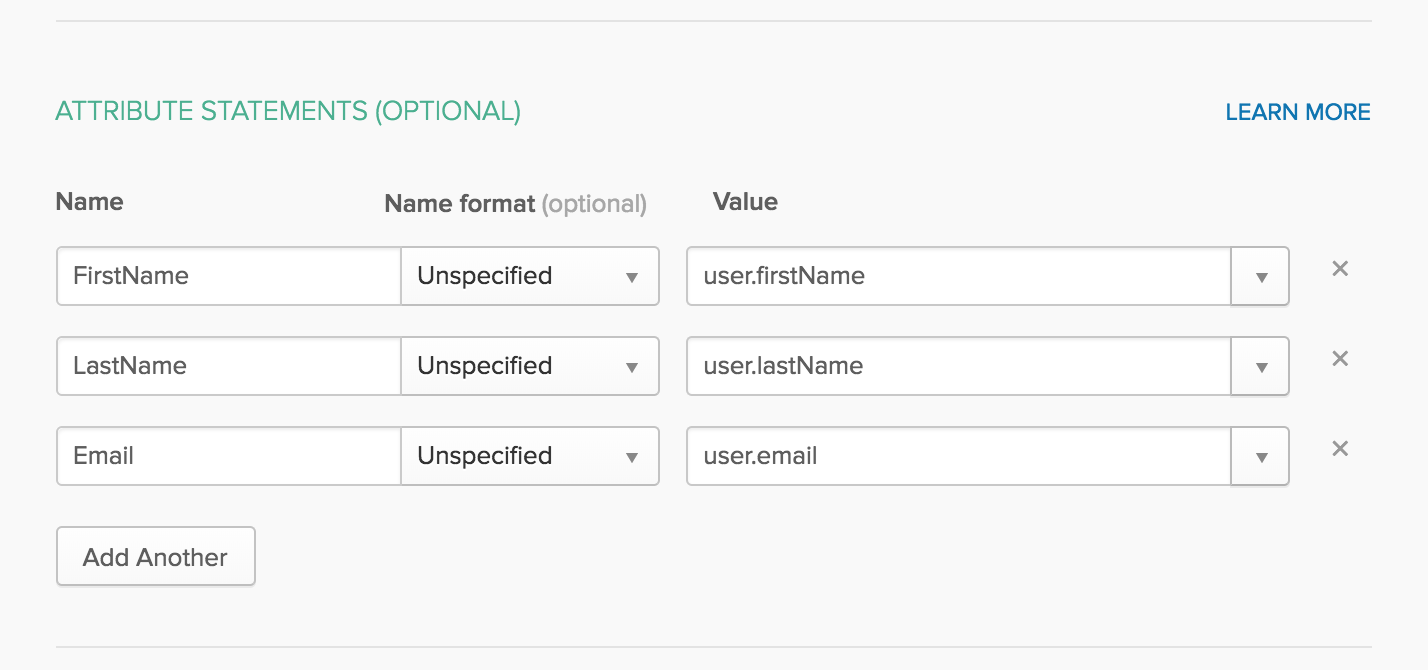 ATTRIBUTE STATEMENTS (OPTIONAL) LEARN MORE
Name Name format (optional) Value
FirstName Unspecified user.firstName
LastName Unspecified user.lastName
Email Unspecified user.email
Add Another